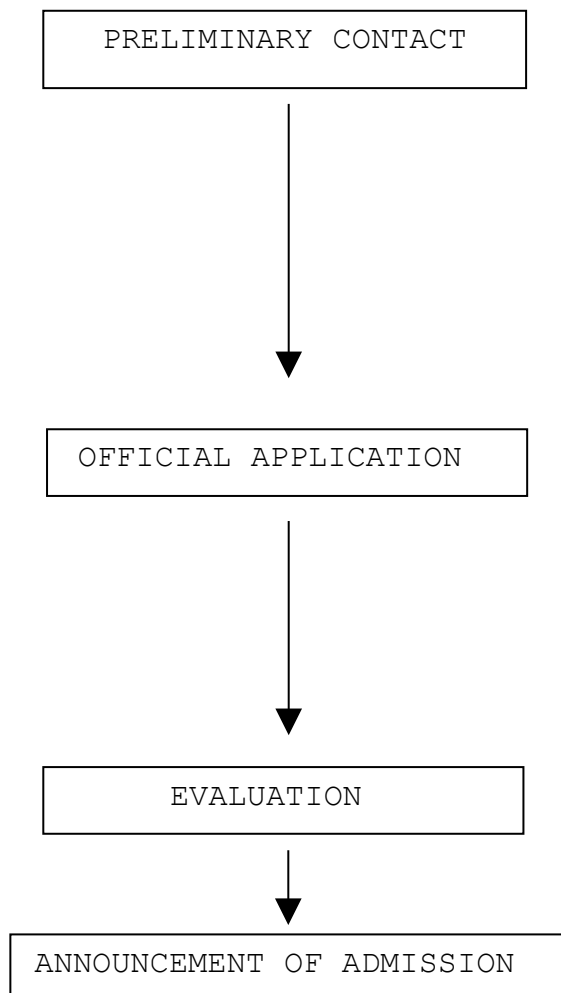 PRELIMINARY CONTACT
OFFICIAL APPLICATION
EVALUATION
ANNOUNCEMENT OF ADMISSION